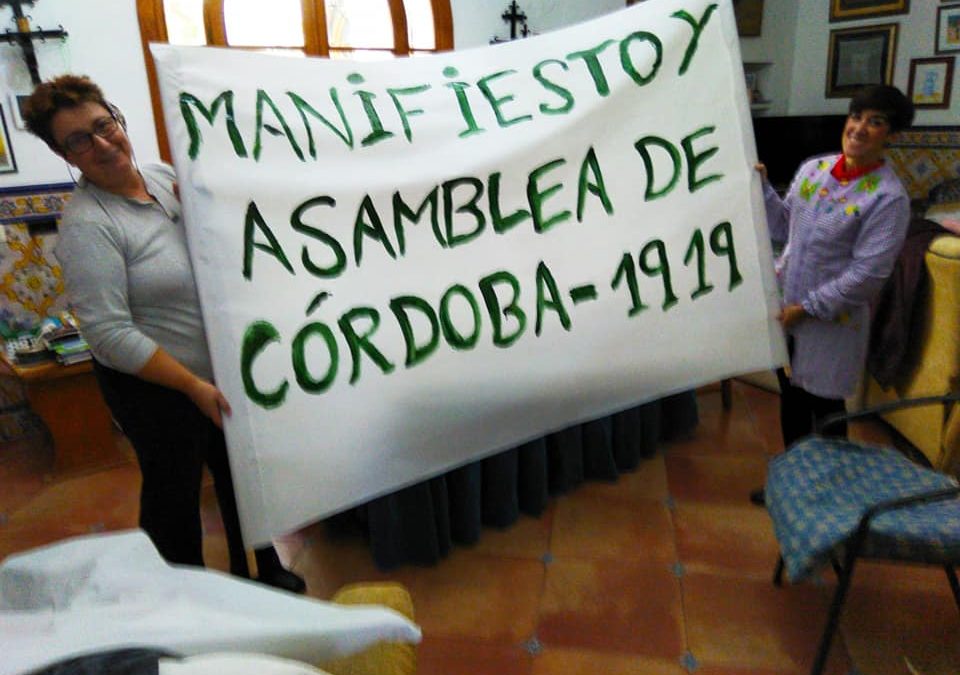 MANiFiESTO Y
ASAMBLEA DE
CÓRDOBA-1919